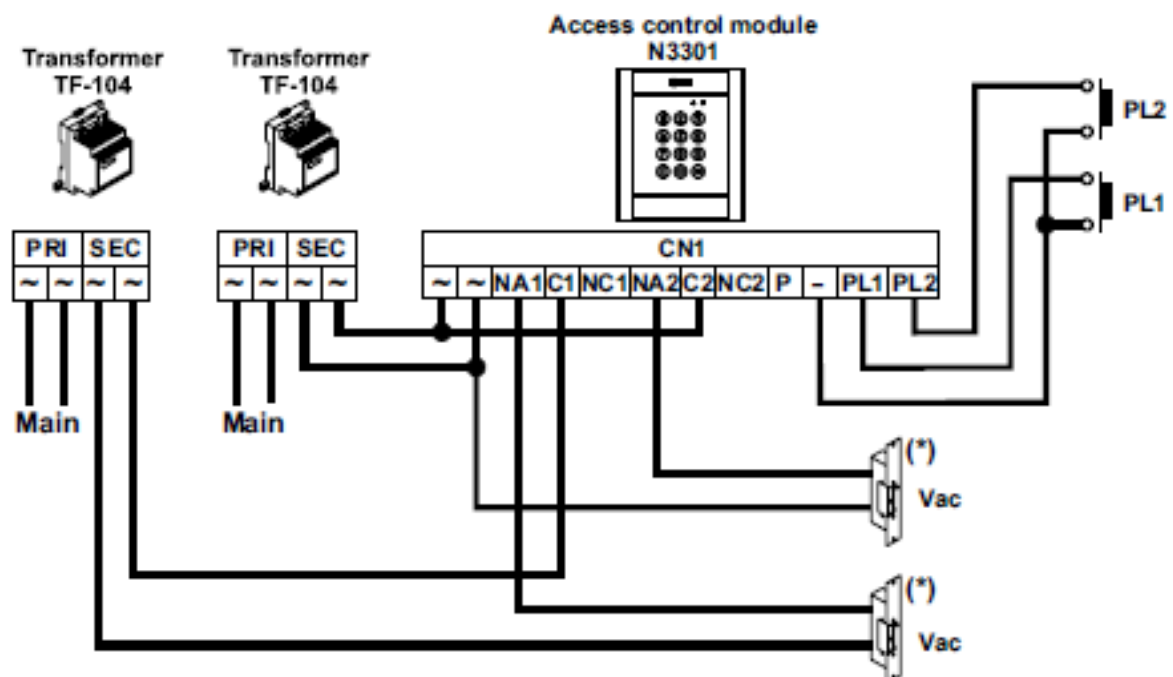 Access control module
N3301
Transformer
TF-104
Transformer
TF-104
PL2
PL1
PRI SEC
~ ~ ~ ~
PRI SEC
~ ~ ~ ~
CN1
~ ~ NA1 C1 NC1 NA2 C2 NC2 P - PL1 PL2
Main
Main
(*)
Vac
(*)
Vac